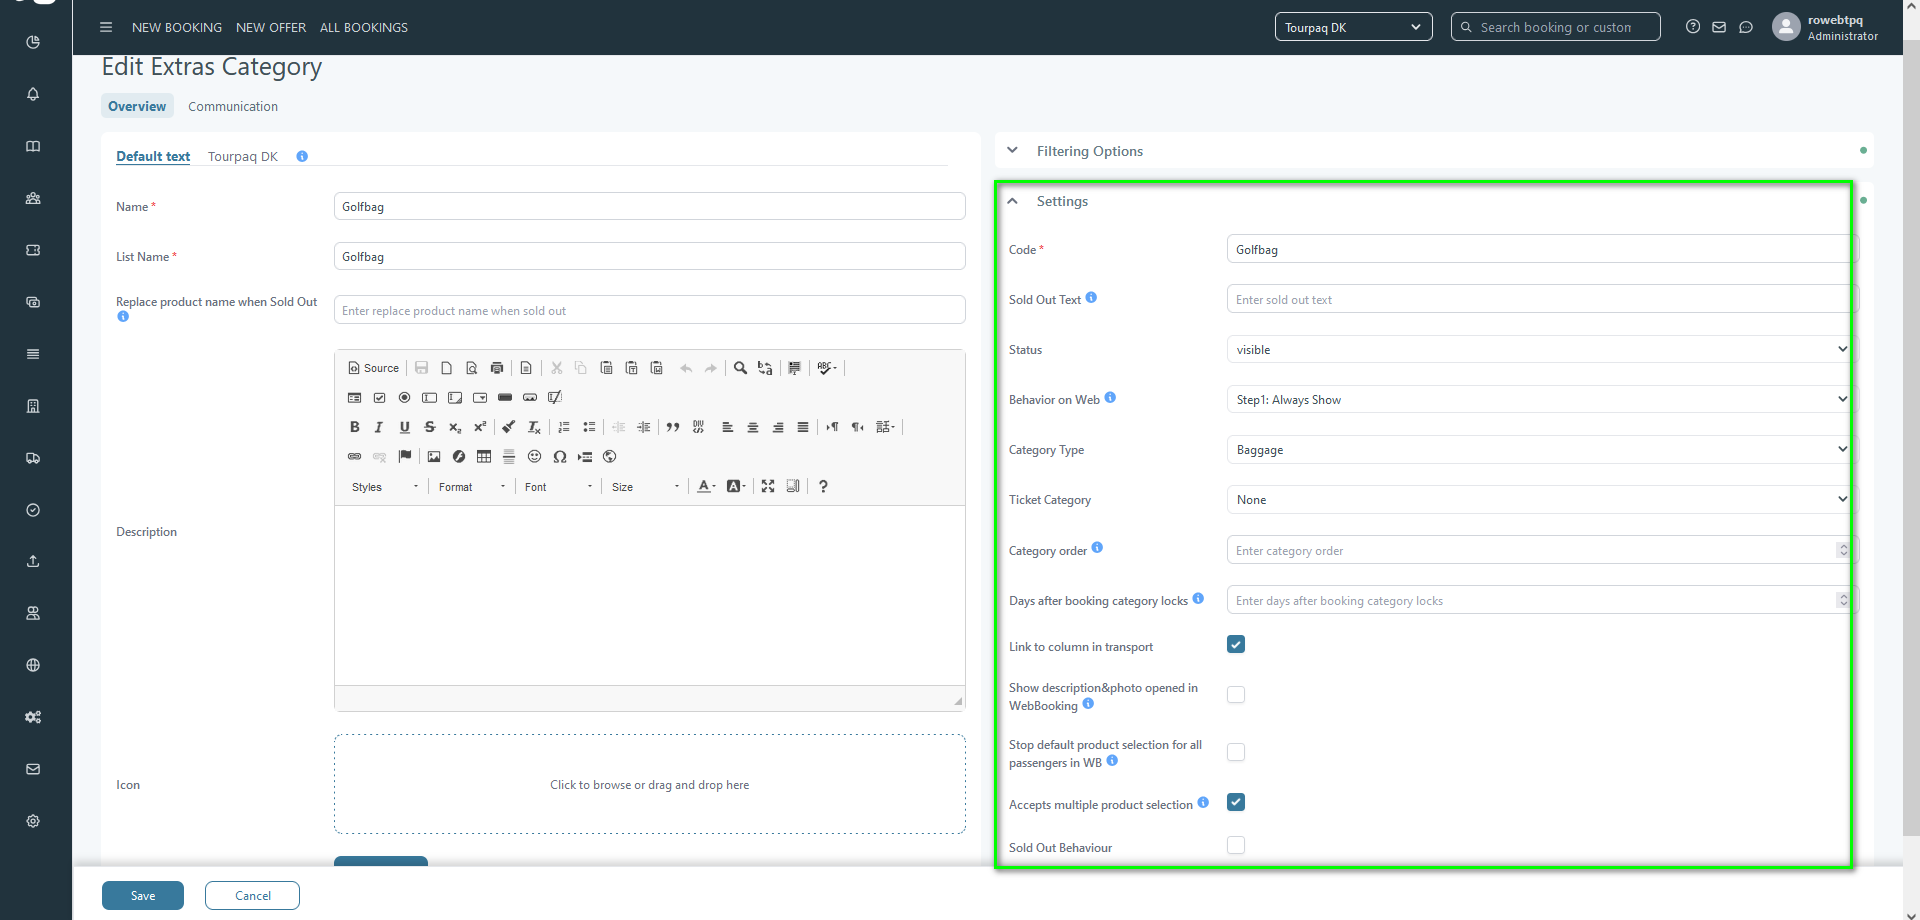 NEW BOOKING NEW OFFER ALL BOOKINGS
Tourpaq DK
Search booking or custom
rowebtpq
Administrator
Edit Extras Category
Overview Communication
Default text Tourpaq DK
Name *
Golfbag
List Name *
Golfbag
Replace product name when Sold Out
Enter replace product name when sold out
Source
Styles Format Font Size
Description
Icon
Click to browse or drag and drop here
Filtering Options
Settings
Code *
Golfbag
Sold Out Text
Enter sold out text
Status
visible
Behavior on Web
Step1: Always Show
Category Type
Baggage
Ticket Category
None
Category order
Enter category order
Days after booking category locks
Enter days after booking category locks
Link to column in transport
Show description&photo opened in
WebBooking
Stop default product selection for all
passengers in WB
Accepts multiple product selection
Sold Out Behaviour
Save Cancel